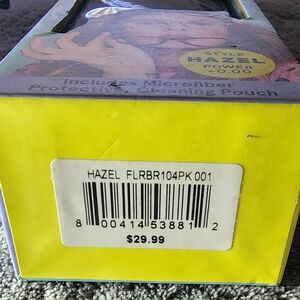 STYLE
HAZEL
POWER
+0.00
Includes Microfiber
Protective, Cleaning Pouch
HAZEL FLRBR104PK 001
8 00414 53881 2
$29.99